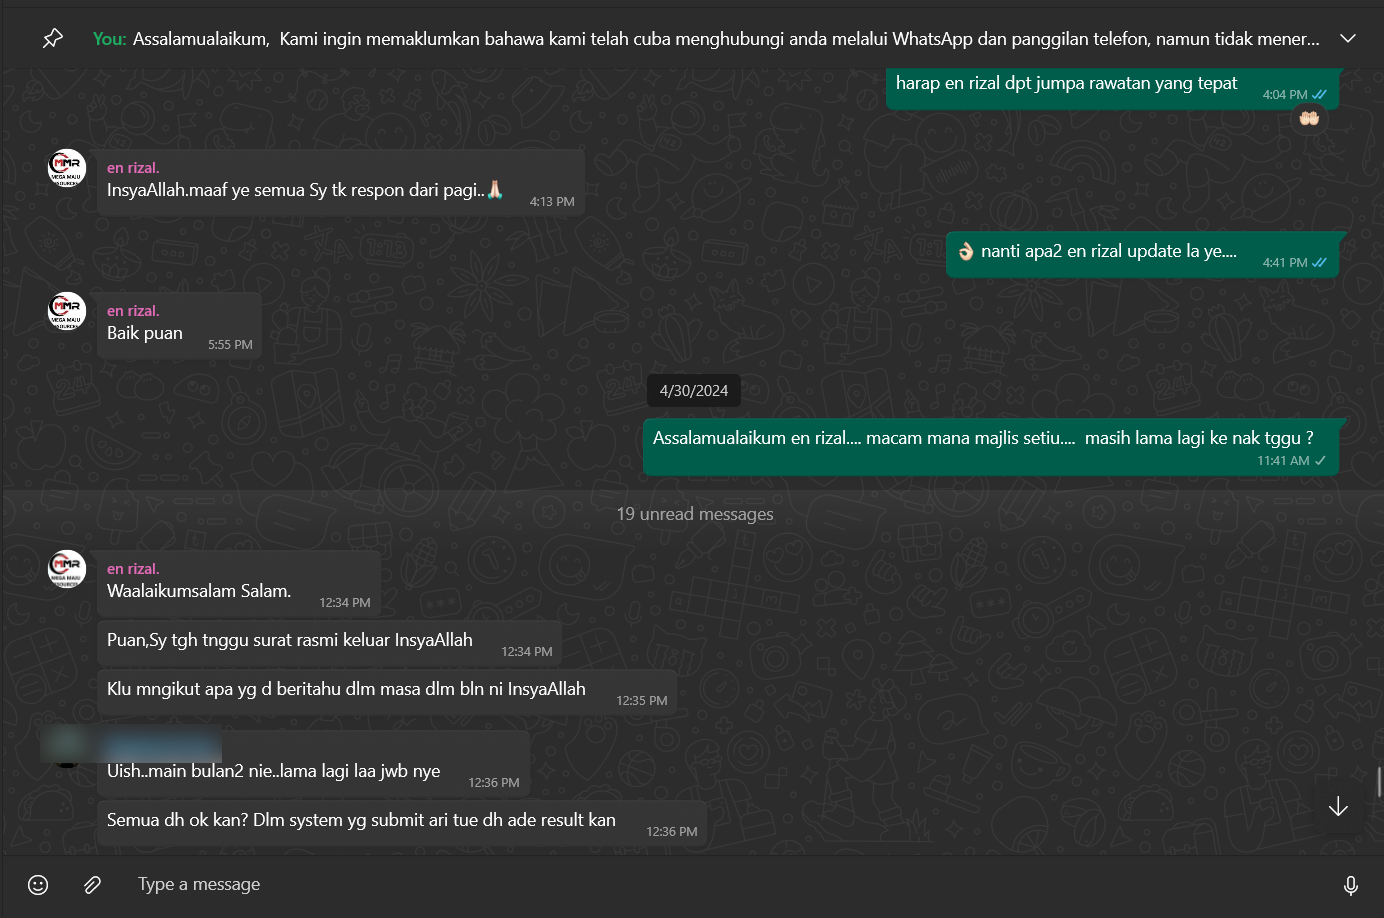 You: Assalamualaikum, Kami ingin memaklumkan bahawa kami telah cuba menghubungi anda melalui WhatsApp dan panggilan telefon, namun tidak mener...
harap en rizal dpt jumpa rawatan yang tepat
4:04 PM
MMR
MEGA MAJU
en rizal.
InsyaAllah.maaf ye semua Sy tk respon dari pagi..🙏🏻
4:13 PM
👌🏻 nanti apa2 en rizal update la ye....
4:41 PM
MMR
MEGA MAJU
en rizal.
Baik puan
5:55 PM
4/30/2024
Assalamualaikum en rizal.... macam mana majlis setiu.... masih lama lagi ke nak tggu ?
11:41 AM
19 unread messages
MMR
MEGA MAJU
en rizal.
Waalaikumsalam Salam.
12:34 PM
Puan,Sy tgh tnggu surat rasmi keluar InsyaAllah
12:34 PM
Klu mngikut apa yg d beritahu dlm masa dlm bln ni InsyaAllah
12:35 PM
Uish..main bulan2 nie..lama lagi laa jwb nye
12:36 PM
Semua dh ok kan? Dlm system yg submit ari tue dh ade result kan
12:36 PM
Type a message